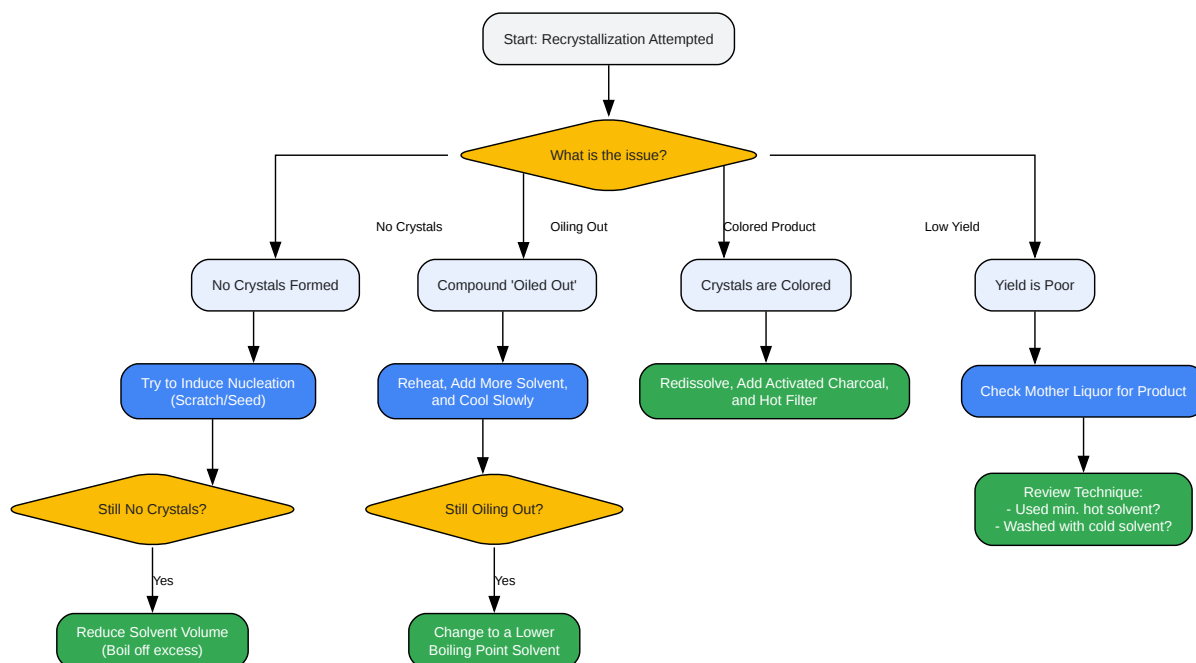 Start: Recrystallization Attempted
What is the issue?
No Crystals
Oiling Out
Colored Product
Low Yield
No Crystals Formed
Compound 'Oiled Out'
Crystals are Colored
Yield is Poor
Try to Induce Nucleation
(Scratch/Seed)
Reheat, Add More Solvent,
and Cool Slowly
Redissolve, Add Activated Charcoal,
and Hot Filter
Check Mother Liquor for Product
Still No Crystals?
Still Oiling Out?
Review Technique:
- Used min. hot solvent?
- Washed with cold solvent?
Yes
Yes
Reduce Solvent Volume
(Boil off excess)
Change to a Lower
Boiling Point Solvent